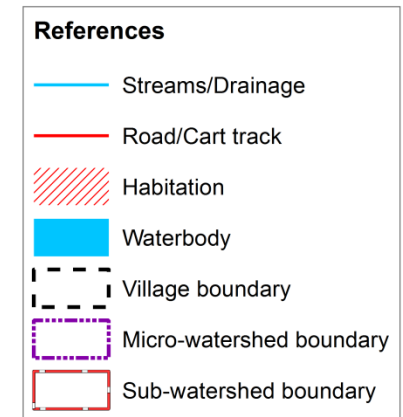 References
Streams/Drainage
Road/Cart track
Habitation
Waterbody
Village boundary
Micro-watershed boundary
Sub-watershed boundary